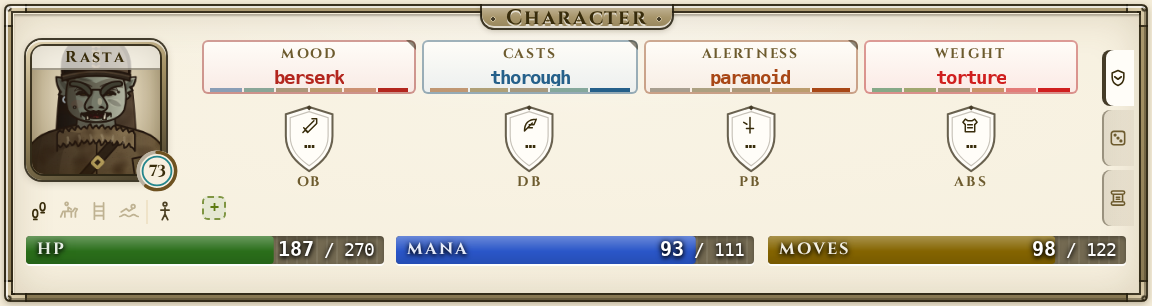 CHARACTER
RASTA
73
MOOD
berserk
CASTS
thorough
ALERTNESS
paranoid
WEIGHT
torture
...
OB
...
DB
...
PB
...
ABS
+
HP 187 / 270
MANA 93 / 111
MOVES 98 / 122